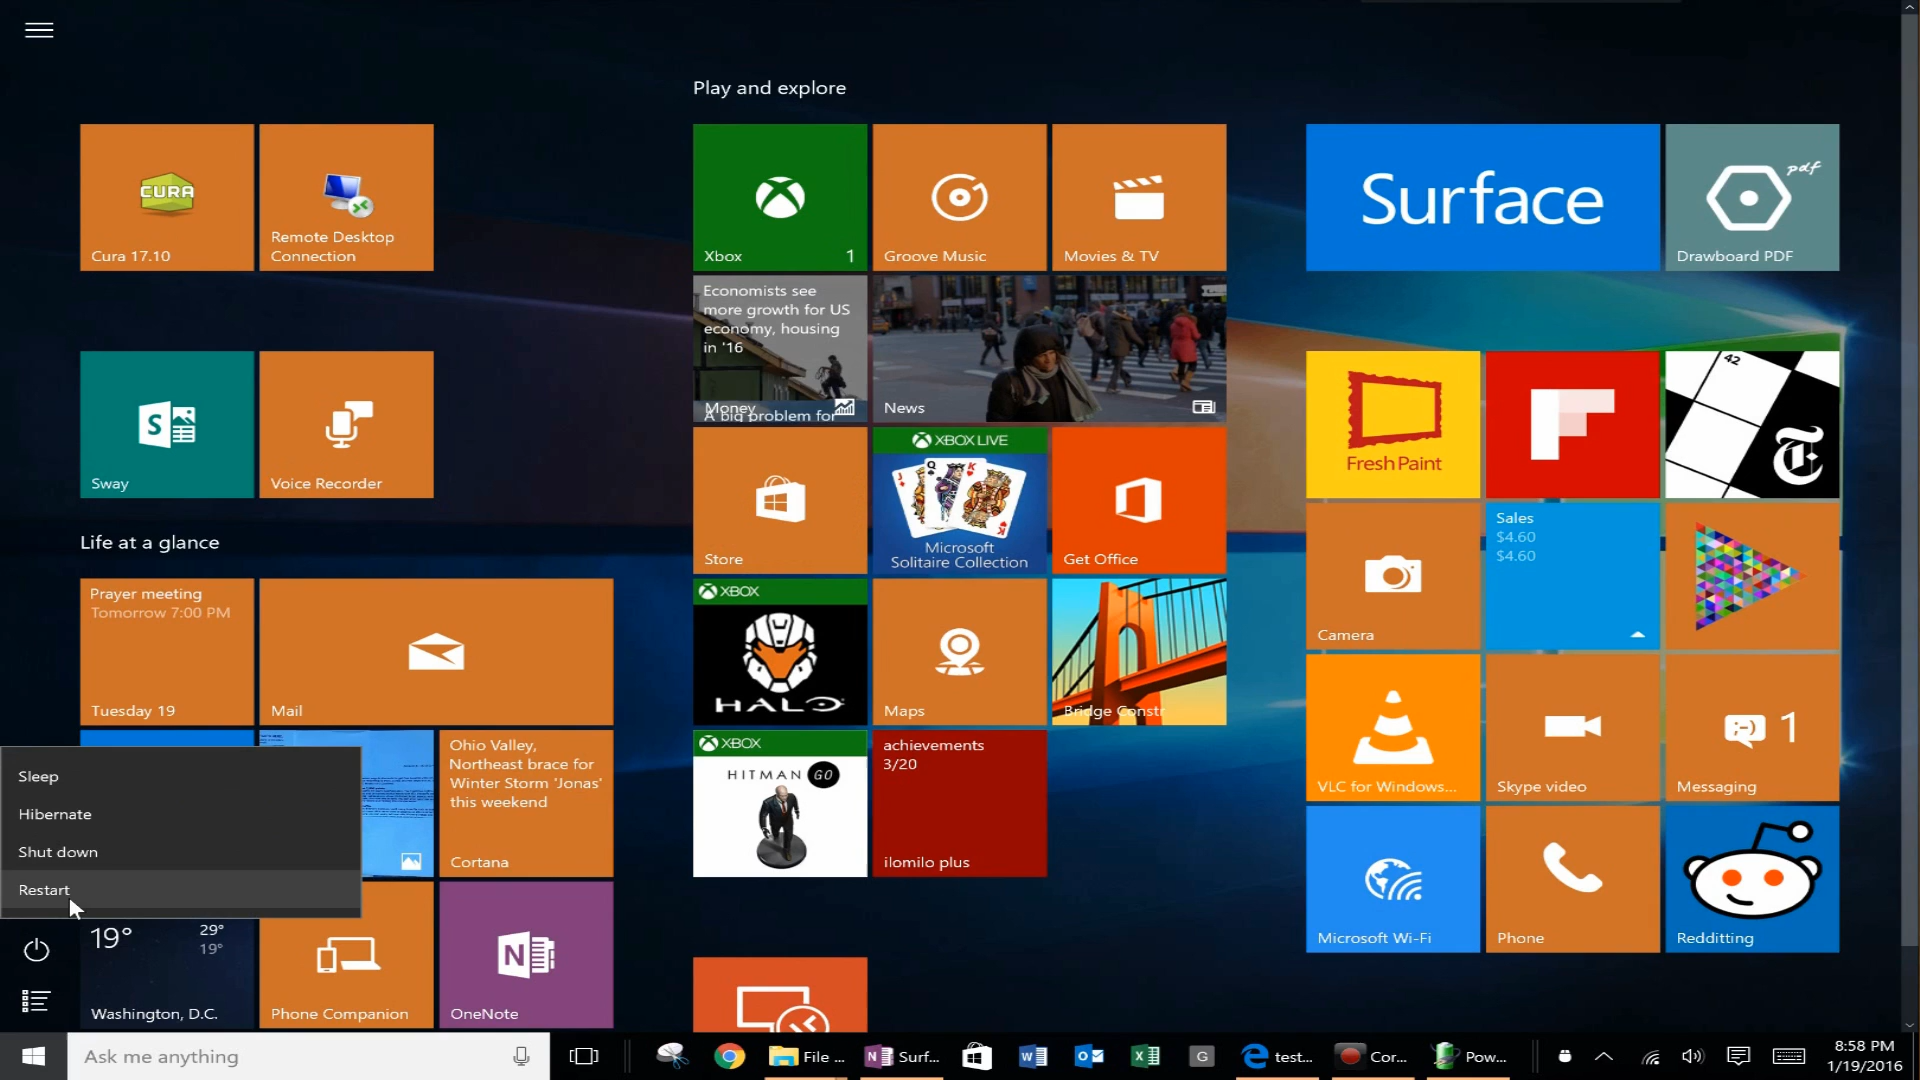 Play and explore
CURA
Cura 17.10
Remote Desktop
Connection
Xbox
1
Groove Music
Movies & TV
Surface
pdf
Drawboard PDF
Economists see
more growth for US
economy, housing
in '16
Money
A big problem for
News
Sway
Voice Recorder
Store
XBOX LIVE
J
Q
K
K
Microsoft
Solitaire Collection
Get Office
Fresh Paint
42
T
Life at a glance
Prayer meeting
Tomorrow 7:00 PM
Tuesday 19
Mail
XBOX
HALO
Maps
Bridge Constr
Camera
Sales
$4.60
$4.60
Ohio Valley,
Northeast brace for
Winter Storm 'Jonas'
this weekend
Cortana
XBOX
HITMAN GO
achievements
3/20
ilomilo plus
VLC for Windows...
Skype video
1
Messaging
Sleep
Hibernate
Shut down
Restart
19°
29°
19°
Washington, D.C.
Phone Companion
N
OneNote
Microsoft Wi-Fi
Phone
Redditting
Ask me anything
File ...
Surf...
G
test...
Cor...
Pow...
8:58 PM
1/19/2016